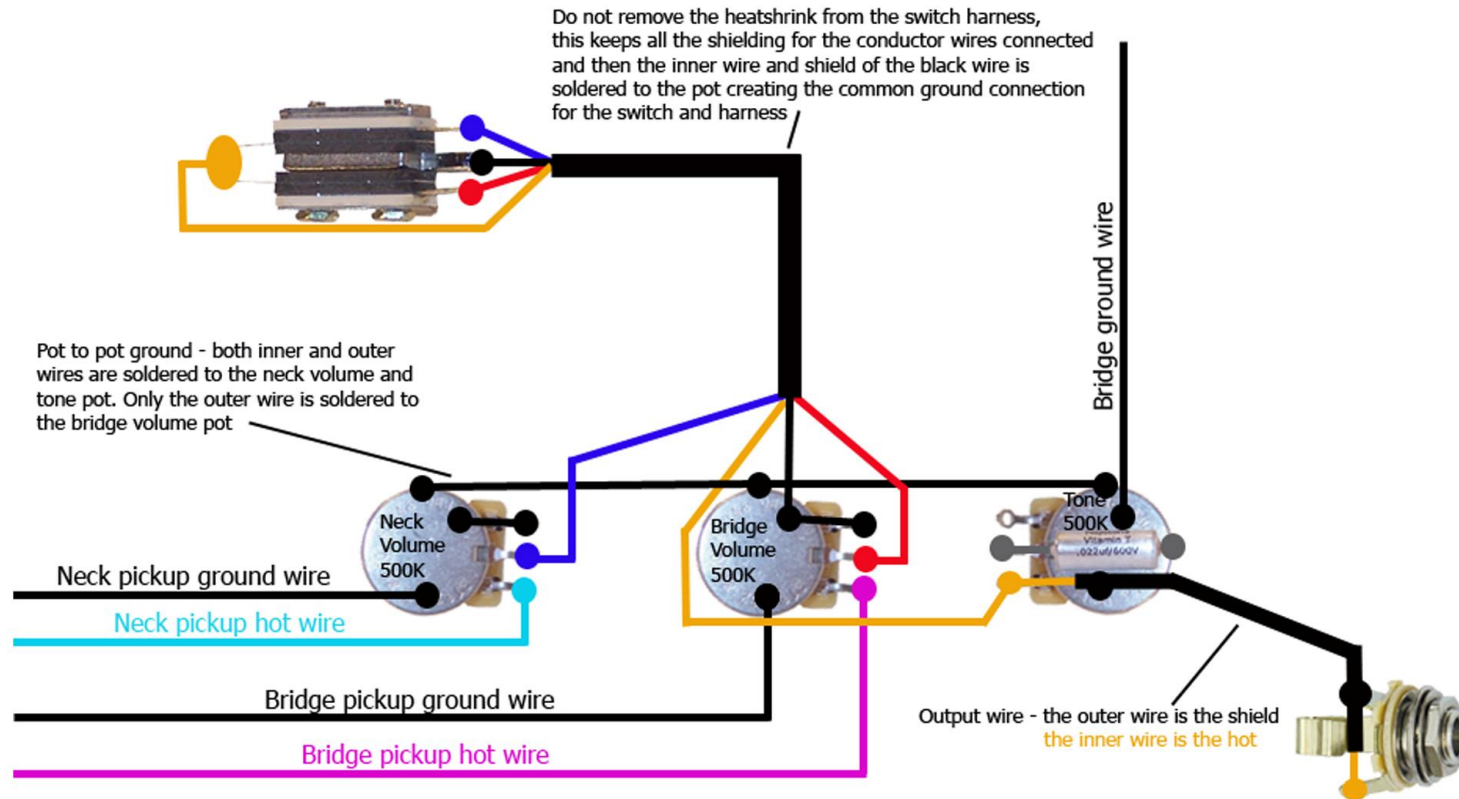 Do not remove the heatshrink from the switch harness,
this keeps all the shielding for the conductor wires connected
and then the inner wire and shield of the black wire is
soldered to the pot creating the common ground connection
for the switch and harness
Bridge ground wire
Pot to pot ground - both inner and outer
wires are soldered to the neck volume and
tone pot. Only the outer wire is soldered to
the bridge volume pot
Neck
Volume
500K
Bridge
Volume
500K
Tone
500K
Vitamin T
.022uf/600V
Neck pickup ground wire
Neck pickup hot wire
Bridge pickup ground wire
Bridge pickup hot wire
Output wire - the outer wire is the shield
the inner wire is the hot